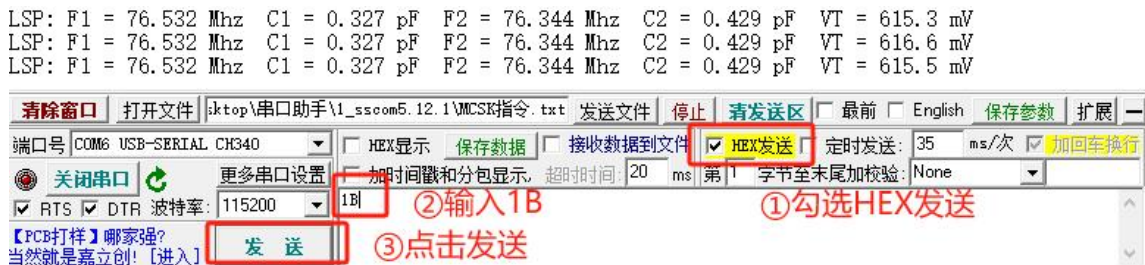 LSP: F1 = 76.532 Mhz C1 = 0.327 pF F2 = 76.344 Mhz C2 = 0.429 pF VT = 615.3 mV
LSP: F1 = 76.532 Mhz C1 = 0.327 pF F2 = 76.344 Mhz C2 = 0.429 pF VT = 616.6 mV
LSP: F1 = 76.532 Mhz C1 = 0.327 pF F2 = 76.344 Mhz C2 = 0.429 pF VT = 615.5 mV
清除窗口 打开文件 sktop\串口助手\1_sscom5.12.1\MCSK指令.txt 发送文件 停止 清发送区 最前 English 保存参数 扩展 —
端口号 COM6 USB-SERIAL CH340 HEX显示 保存数据 接收数据到文件 HEX发送 定时发送: 35 ms/次 加回车换行
关闭串口 更多串口设置 加时间戳和分包显示, 超时时间: 20 ms 第 1 字节至末尾加校验: None
RTS DTR 波特率: 115200 1B ②输入1B ①勾选HEX发送
【PCB打样】哪家强?
当然就是嘉立创! [进入] 发 送 ③点击发送